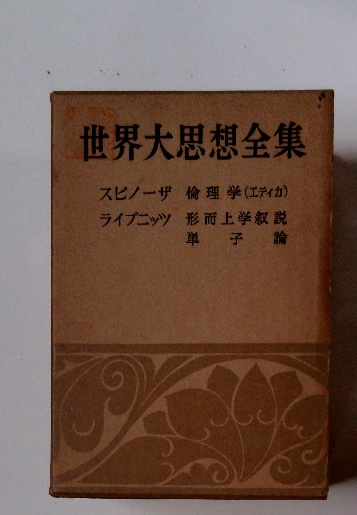 世界大思想全集
スピノーザ 倫理学(エティカ)
ライプニッツ 形而上学叙説
単子論